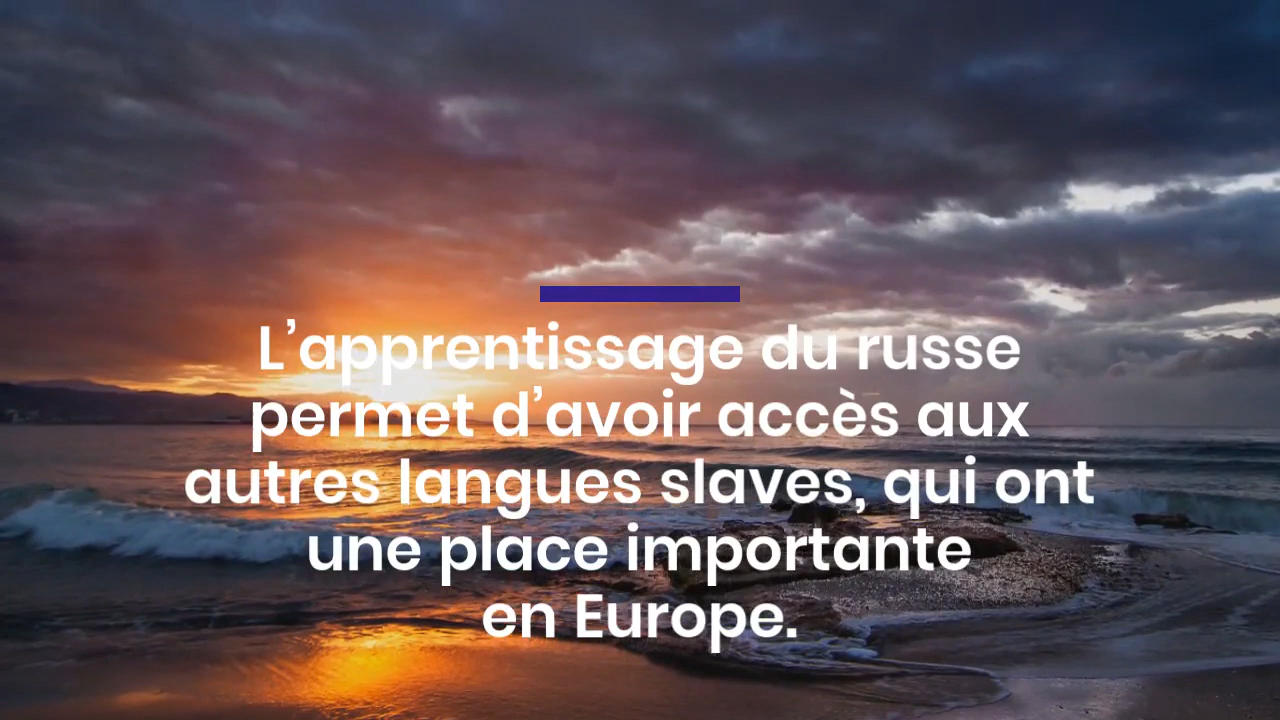 L’apprentissage du russe
permet d’avoir accès aux
autres langues slaves, qui ont
une place importante
en Europe.